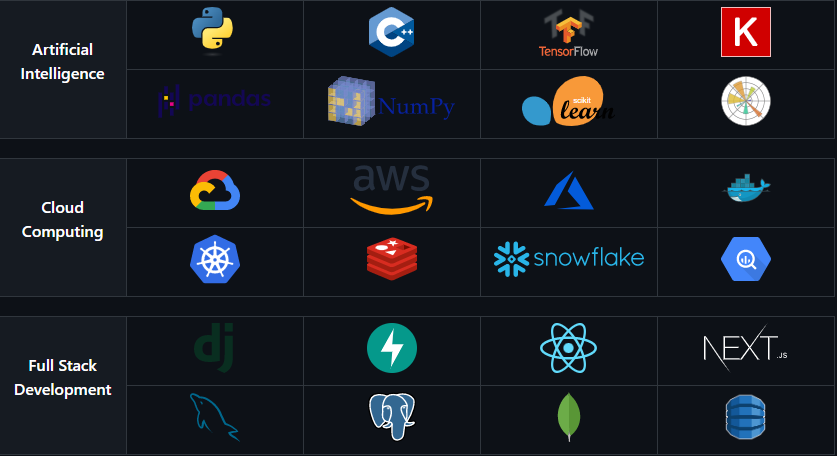 Artificial
Intelligence
C++
TensorFlow
K
pandas
NumPy
scikit
learn
Cloud
Computing
aws
snowflake
Full Stack
Development
dj
NEXT.JS